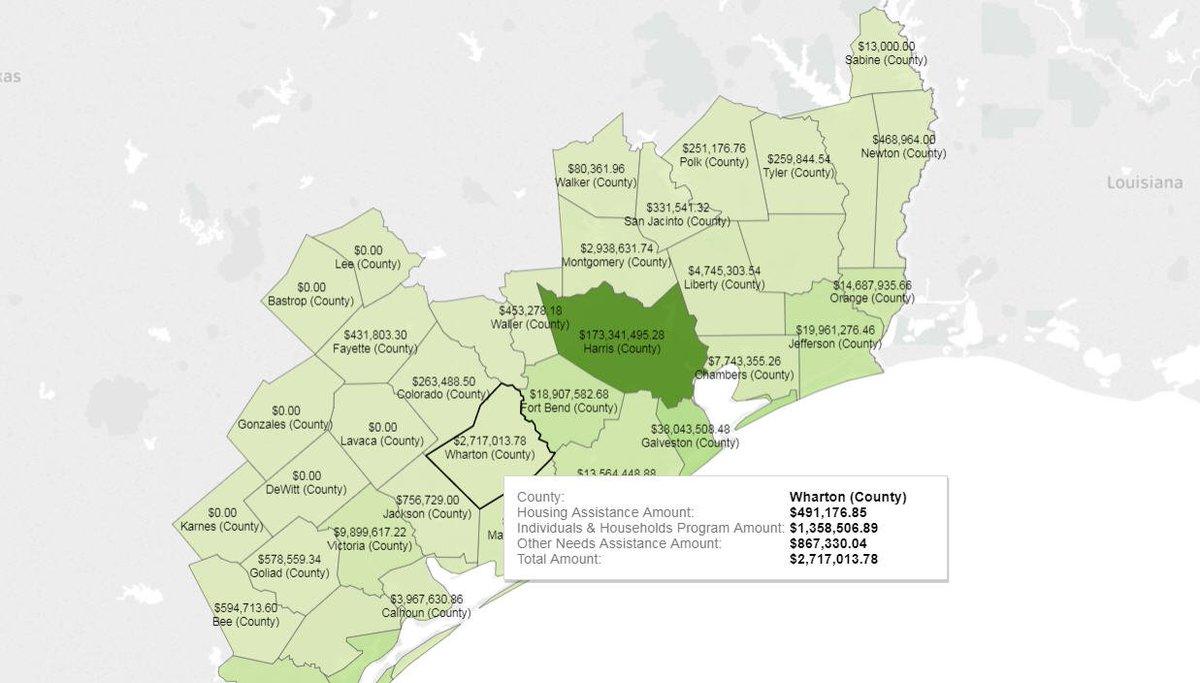 $13,000.00
Sabine (County)
xas
$468,964.00
Newton (County)
$251,176.76
Polk (County)
$259,844.54
Tyler (County)
$80,361.96
Walker (County)
Louisiana
$331,541.32
San Jacinto (County)
$2,938,631.74
Montgomery (County)
$0.00
Lee (County)
$4,745,303.54
Liberty (County)
$14,687,935.66
Orange (County)
$0.00
Bastrop (County)
$453,278.18
Waller (County)
$173,341,495.28
Harris (County)
$19,961,276.46
Jefferson (County)
$431,803.30
Fayette (County)
$7,743,355.26
Chambers (County)
$263,488.50
Colorado (County)
$18,907,582.68
Fort Bend (County)
$0.00
Gonzales (County)
$0.00
Lavaca (County)
$2,717,013.78
Wharton (County)
$38,043,508.48
Galveston (County)
$13,564,448.88
$0.00
DeWitt (County)
$756,729.00
Jackson (County)
$0.00
Karnes (County)
$9,899,617.22
Victoria (County)
Ma
$578,559.34
Goliad (County)
$594,713.60
Bee (County)
$3,967,630.86
Calhoun (County)
County: Wharton (County)
Housing Assistance Amount: $491,176.85
Individuals & Households Program Amount: $1,358,506.89
Other Needs Assistance Amount: $867,330.04
Total Amount: $2,717,013.78